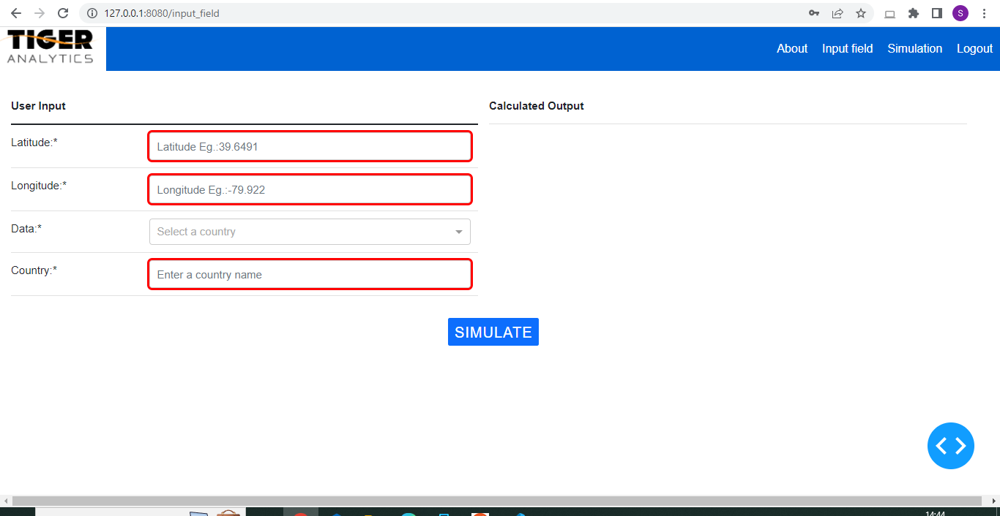 127.0.0.1:8080/input_field
S
TIGER
ANALYTICS
About Input field Simulation Logout
User Input
Calculated Output
Latitude:*
Latitude Eg.:39.6491
Longitude:*
Longitude Eg.:-79.922
Data:*
Select a country
Country:*
Enter a country name
SIMULATE
14:44